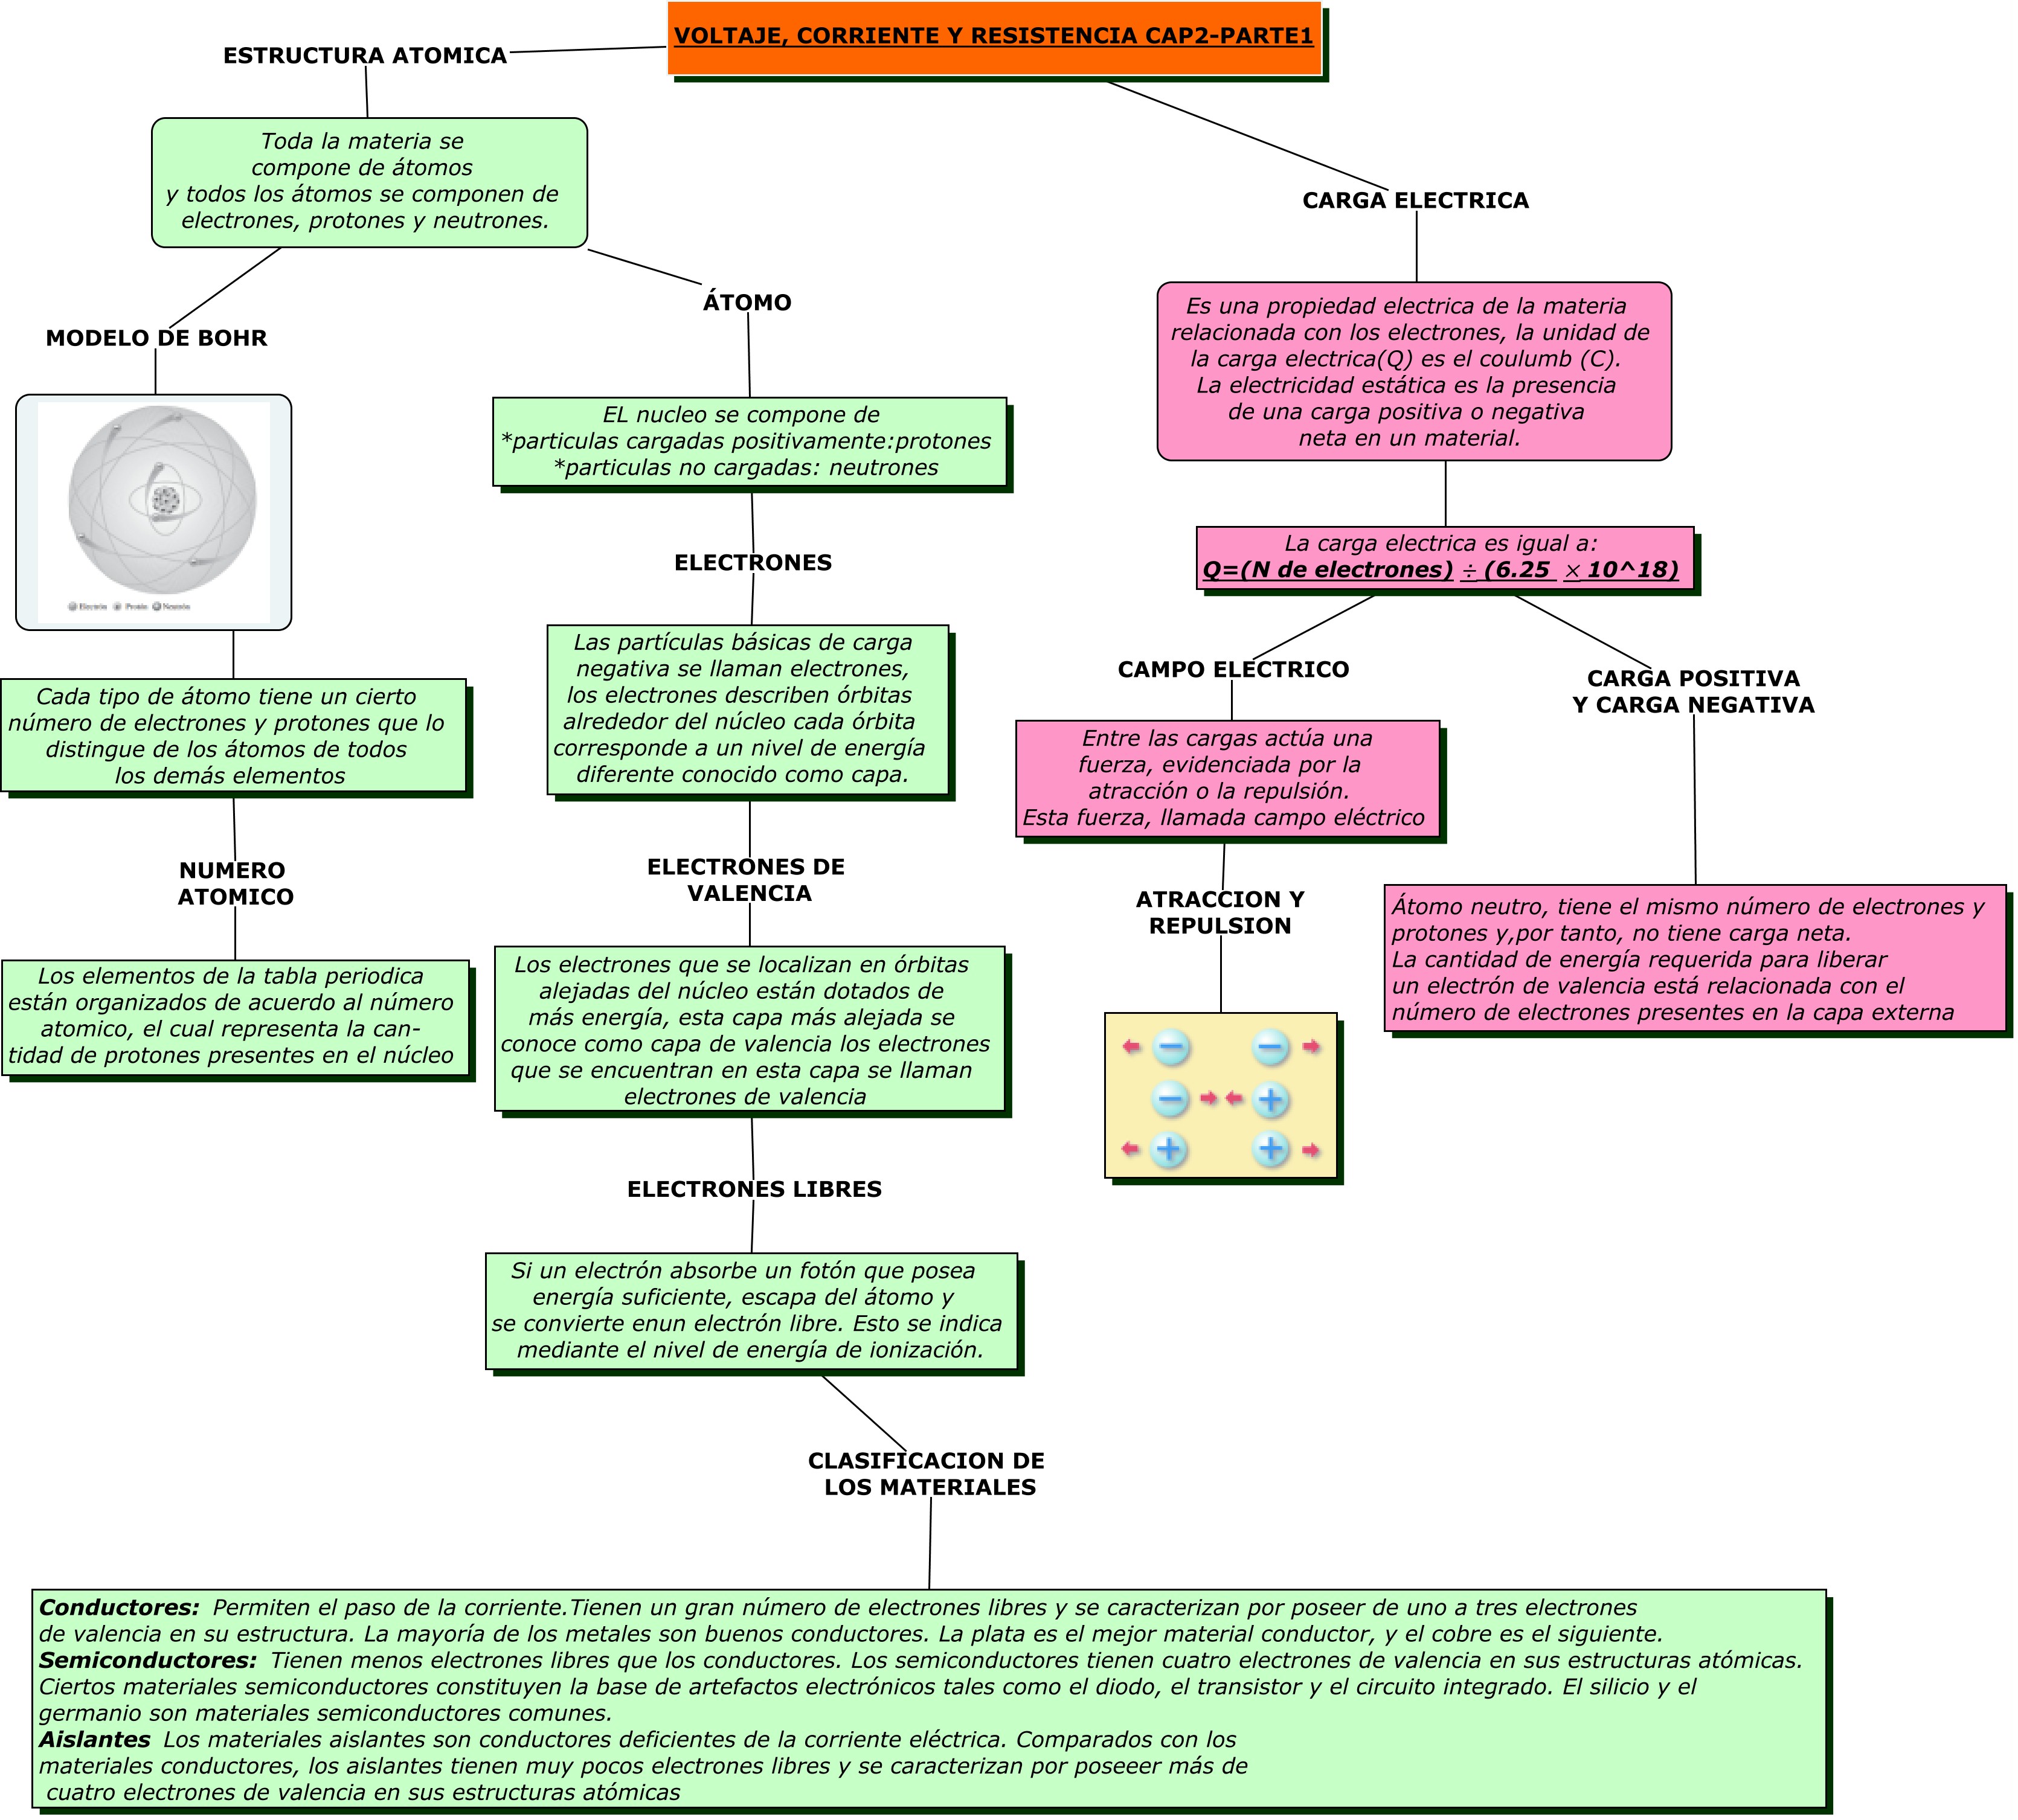 VOLTAJE, CORRIENTE Y RESISTENCIA CAP2-PARTE1
ESTRUCTURA ATOMICA
Toda la materia se
compone de átomos
y todos los átomos se componen de
electrones, protones y neutrones.
MODELO DE BOHR
Electrón Protón Neutrón
Cada tipo de átomo tiene un cierto
número de electrones y protones que lo
distingue de los átomos de todos
los demás elementos
NUMERO
ATOMICO
Los elementos de la tabla periodica
están organizados de acuerdo al número
atomico, el cual representa la can-
tidad de protones presentes en el núcleo
ÁTOMO
EL nucleo se compone de
*particulas cargadas positivamente:protones
*particulas no cargadas: neutrones
ELECTRONES
Las partículas básicas de carga
negativa se llaman electrones,
los electrones describen órbitas
alrededor del núcleo cada órbita
corresponde a un nivel de energía
diferente conocido como capa.
ELECTRONES DE
VALENCIA
Los electrones que se localizan en órbitas
alejadas del núcleo están dotados de
más energía, esta capa más alejada se
conoce como capa de valencia los electrones
que se encuentran en esta capa se llaman
electrones de valencia
ELECTRONES LIBRES
Si un electrón absorbe un fotón que posea
energía suficiente, escapa del átomo y
se convierte enun electrón libre. Esto se indica
mediante el nivel de energía de ionización.
CLASIFICACION DE
LOS MATERIALES
Conductores: Permiten el paso de la corriente.Tienen un gran número de electrones libres y se caracterizan por poseer de uno a tres electrones
de valencia en su estructura. La mayoría de los metales son buenos conductores. La plata es el mejor material conductor, y el cobre es el siguiente.
Semiconductores: Tienen menos electrones libres que los conductores. Los semiconductores tienen cuatro electrones de valencia en sus estructuras atómicas.
Ciertos materiales semiconductores constituyen la base de artefactos electrónicos tales como el diodo, el transistor y el circuito integrado. El silicio y el
germanio son materiales semiconductores comunes.
Aislantes Los materiales aislantes son conductores deficientes de la corriente eléctrica. Comparados con los
materiales conductores, los aislantes tienen muy pocos electrones libres y se caracterizan por poseeer más de
cuatro electrones de valencia en sus estructuras atómicas
CARGA ELECTRICA
Es una propiedad electrica de la materia
relacionada con los electrones, la unidad de
la carga electrica(Q) es el coulumb (C).
La electricidad estática es la presencia
de una carga positiva o negativa
neta en un material.
La carga electrica es igual a:
Q=(N de electrones) ÷ (6.25 × 10^18)
CAMPO ELECTRICO
Entre las cargas actúa una
fuerza, evidenciada por la
atracción o la repulsión.
Esta fuerza, llamada campo eléctrico
ATRACCION Y
REPULSION
− −
− +
+ +
CARGA POSITIVA
Y CARGA NEGATIVA
Átomo neutro, tiene el mismo número de electrones y
protones y,por tanto, no tiene carga neta.
La cantidad de energía requerida para liberar
un electrón de valencia está relacionada con el
número de electrones presentes en la capa externa